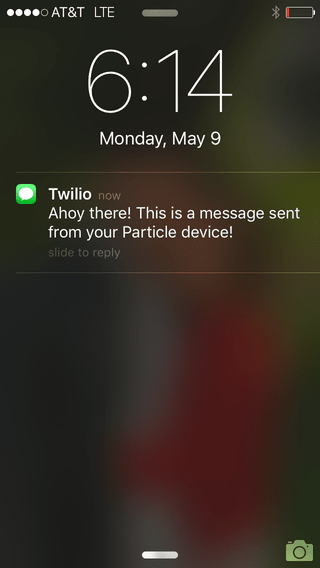 AT&T LTE
6:14
Monday, May 9
Twilio now
Ahoy there! This is a message sent
from your Particle device!
slide to reply